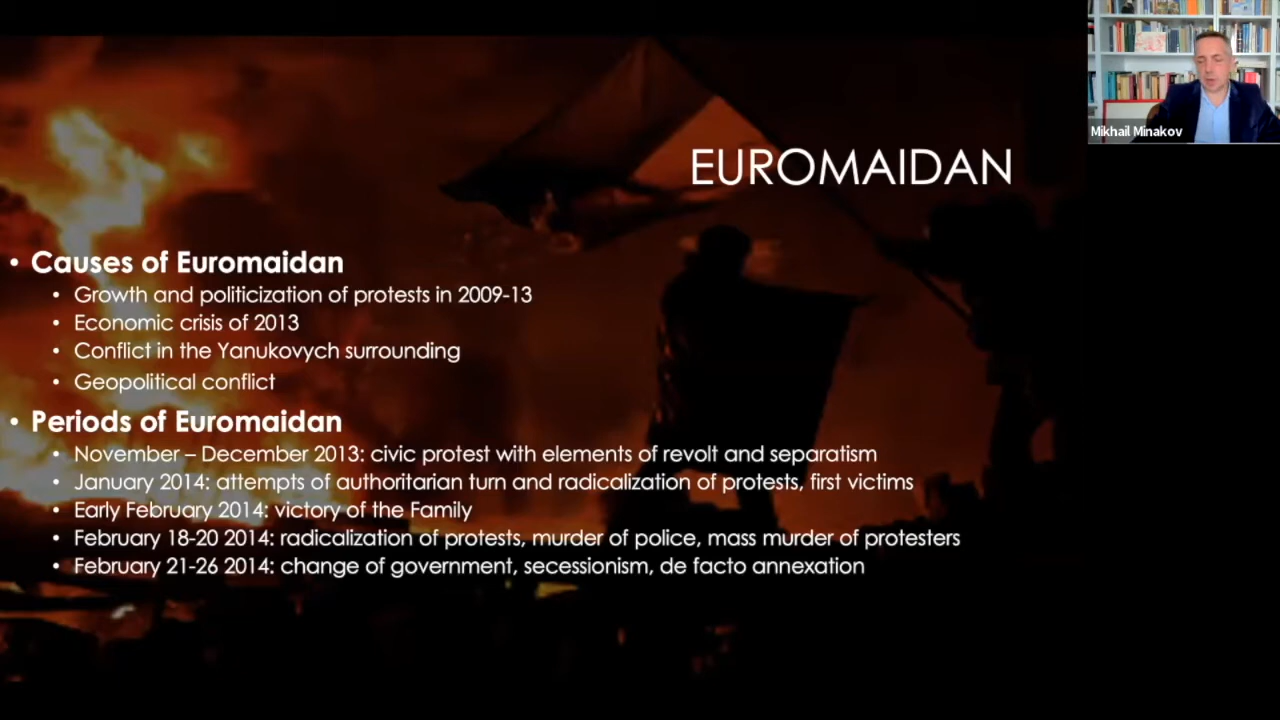 Mikhail Minakov
EUROMAIDAN
• Causes of Euromaidan
• Growth and politicization of protests in 2009-13
• Economic crisis of 2013
• Conflict in the Yanukovych surrounding
• Geopolitical conflict
• Periods of Euromaidan
• November – December 2013: civic protest with elements of revolt and separatism
• January 2014: attempts of authoritarian turn and radicalization of protests, first victims
• Early February 2014: victory of the Family
• February 18-20 2014: radicalization of protests, murder of police, mass murder of protesters
• February 21-26 2014: change of government, secessionism, de facto annexation